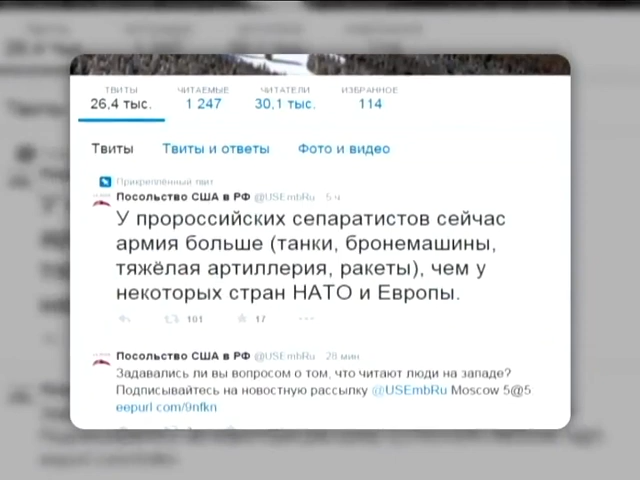 ТВИТЫ ЧИТАЕМЫЕ ЧИТАТЕЛИ ИЗБРАННОЕ
26,4 тыс. 1 247 30,1 тыс. 114
Твиты Твиты и ответы Фото и видео
Прикреплённый твит
Посольство США в РФ @USEmbRu 5 ч
У пророссийских сепаратистов сейчас
армия больше (танки, бронемашины,
тяжёлая артиллерия, ракеты), чем у
некоторых стран НАТО и Европы.
101 17
Посольство США в РФ @USEmbRu 28 мин
Задавались ли вы вопросом о том, что читают люди на западе?
Подписывайтесь на новостную рассылку @USEmbRu Moscow 5@5
eepurl.com/9nfkn